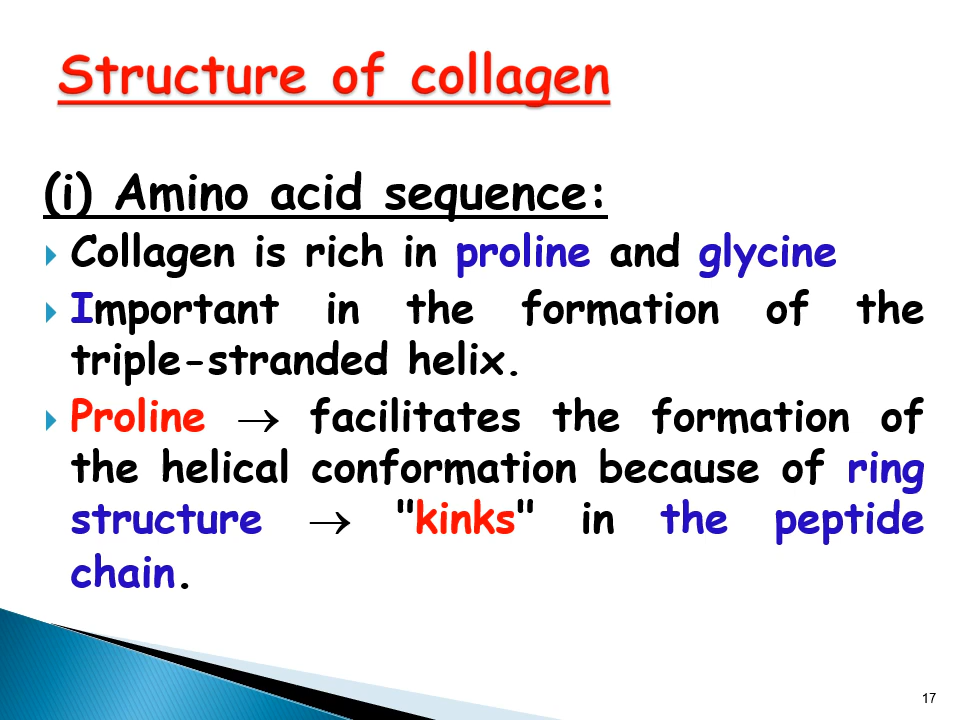 Structure of collagen
(i) Amino acid sequence:
Collagen is rich in proline and glycine
Important in the formation of the
triple-stranded helix.
Proline → facilitates the formation of
the helical conformation because of ring
structure → "kinks" in the peptide
chain.
17